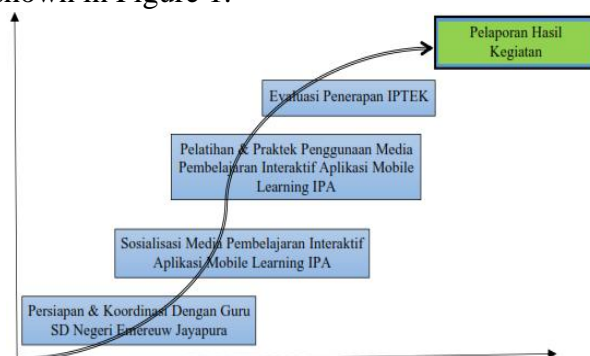 shown in Figure 1.
Pelaporan Hasil
Kegiatan
Evaluasi Penerapan IPTEK
Pelatihan & Praktek Penggunaan Media
Pembelajaran Interaktif Aplikasi Mobile
Learning IPA
Sosialisasi Media Pembelajaran Interaktif
Aplikasi Mobile Learning IPA
Persiapan & Koordinasi Dengan Guru
SD Negeri Emereuw Jayapura